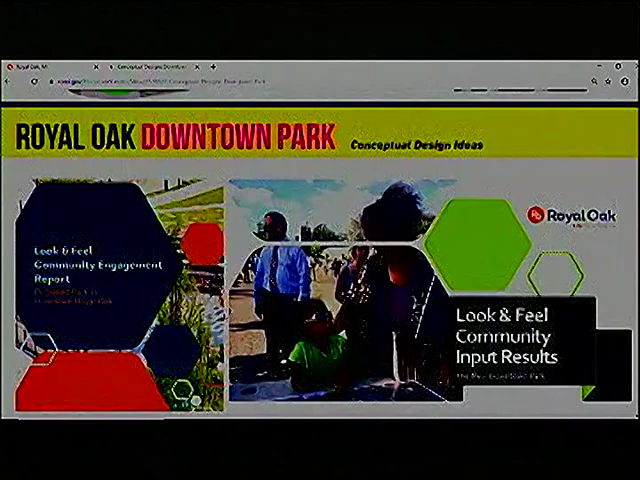 Royal Oak, MI
Conceptual Designs Downtown
ROYAL OAK DOWNTOWN PARK Conceptual Design Ideas
Look & Feel
Community Engagement
Report
Royal Oak
Look & Feel
Community
Input Results